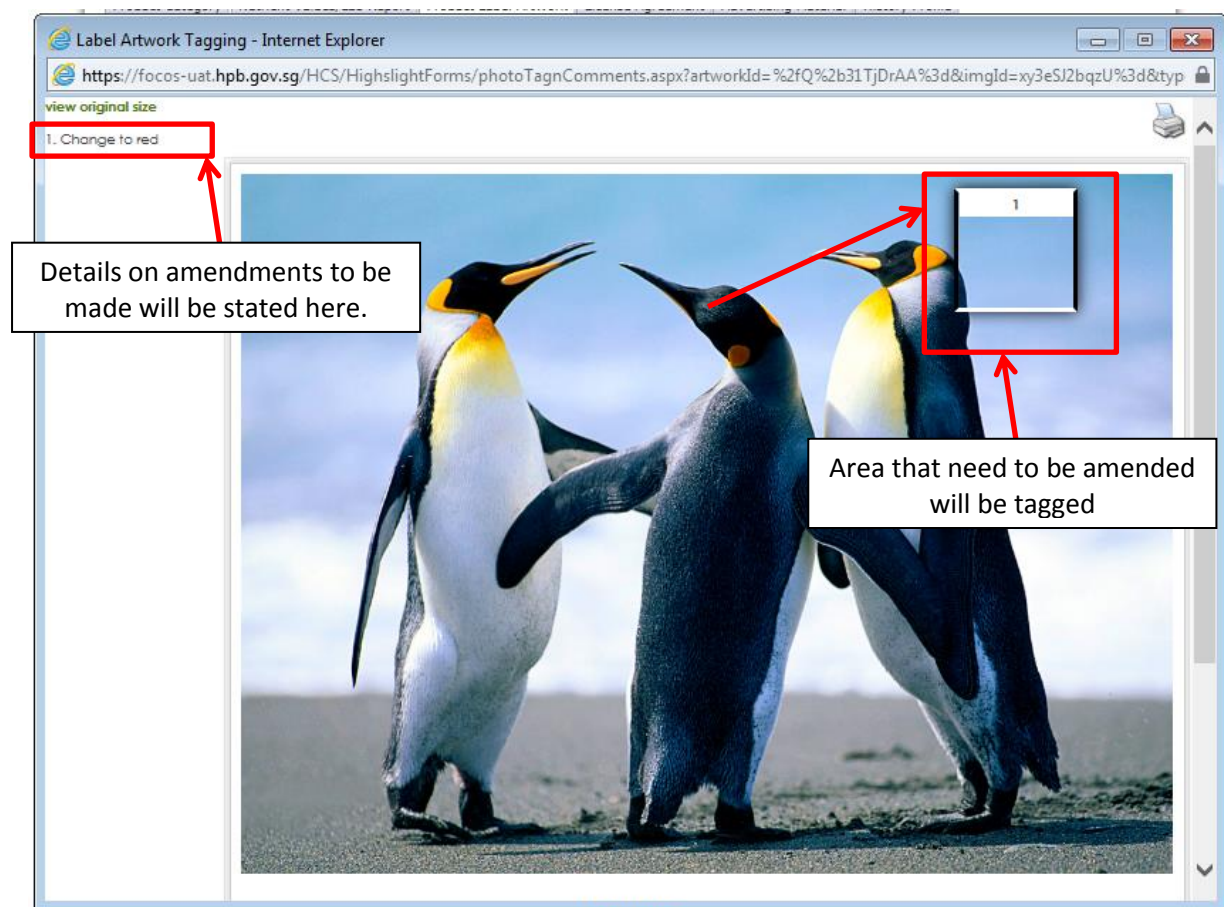 Label Artwork Tagging - Internet Explorer
https://focos-uat.hpb.gov.sg/HCS/HighslightForms/photoTagnComments.aspx?artworkId=%2fQ%2b31TjDrAA%3d&imgId=xy3eSJ2bqzU%3d&typ
view original size
1. Change to red
1
Details on amendments to be
made will be stated here.
Area that need to be amended
will be tagged